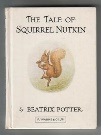 THE TALE OF
SQUIRREL NUTKIN
BEATRIX POTTER